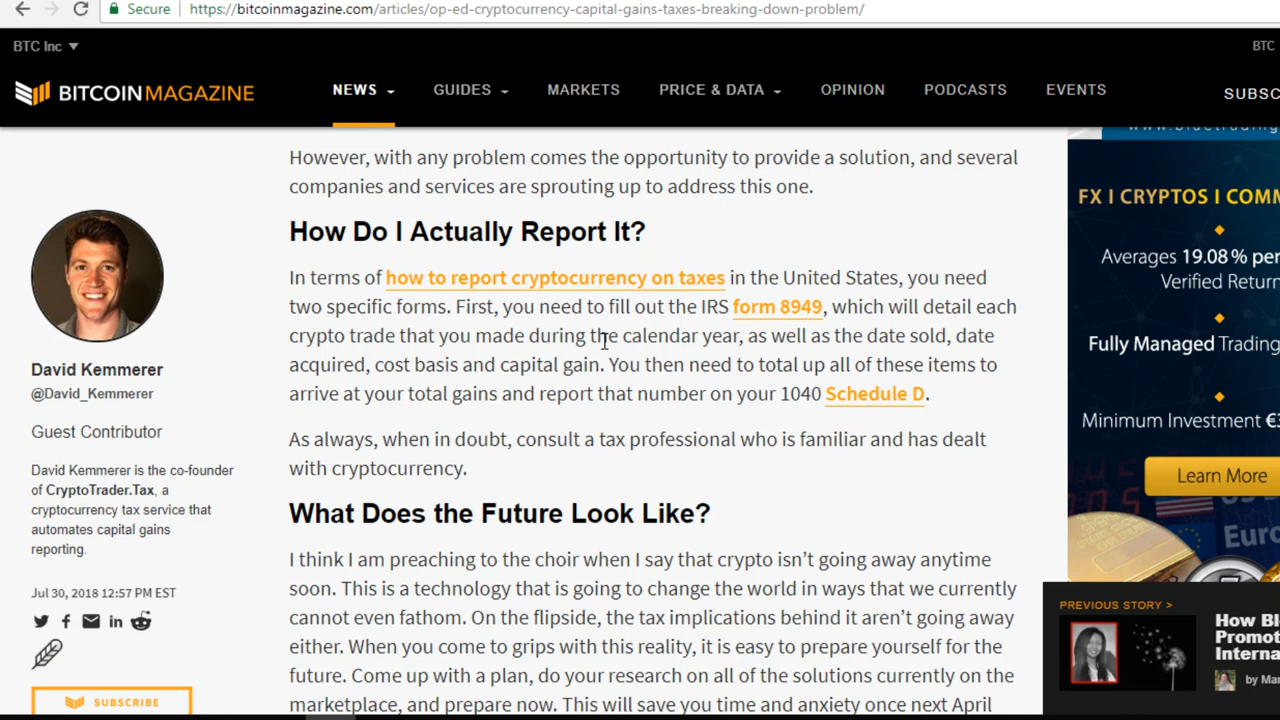 Secure https://bitcoinmagazine.com/articles/op-ed-cryptocurrency-capital-gains-taxes-breaking-down-problem/
BTC Inc
BTC
BITCOINMAGAZINE
NEWS GUIDES MARKETS PRICE & DATA OPINION PODCASTS EVENTS
SUBSC
However, with any problem comes the opportunity to provide a solution, and several
companies and services are sprouting up to address this one.
How Do I Actually Report It?
In terms of how to report cryptocurrency on taxes in the United States, you need
two specific forms. First, you need to fill out the IRS form 8949, which will detail each
crypto trade that you made during the calendar year, as well as the date sold, date
acquired, cost basis and capital gain. You then need to total up all of these items to
arrive at your total gains and report that number on your 1040 Schedule D.
As always, when in doubt, consult a tax professional who is familiar and has dealt
with cryptocurrency.
What Does the Future Look Like?
I think I am preaching to the choir when I say that crypto isn't going away anytime
soon. This is a technology that is going to change the world in ways that we currently
cannot even fathom. On the flipside, the tax implications behind it aren't going away
either. When you come to grips with this reality, it is easy to prepare yourself for the
future. Come up with a plan, do your research on all of the solutions currently on the
marketplace, and prepare now. This will save you time and anxiety once next April
David Kemmerer
@David_Kemmerer
Guest Contributor
David Kemmerer is the co-founder
of CryptoTrader.Tax, a
cryptocurrency tax service that
automates capital gains
reporting.
Jul 30, 2018 12:57 PM EST
SUBSCRIBE
FX I CRYPTOS I COMM
Averages 19.08% per
Verified Return
Fully Managed Trading
Minimum Investment €
Learn More
PREVIOUS STORY >
How Bl
Promot
Interna
by Mar